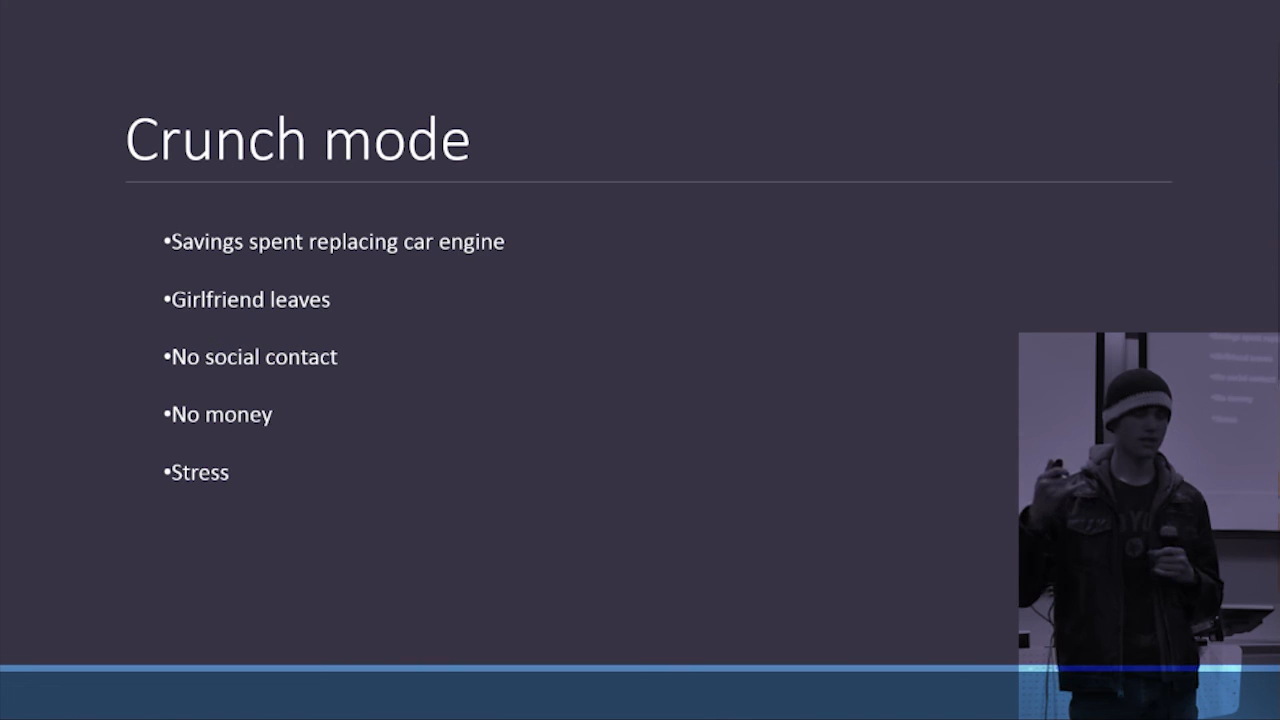 Crunch mode
•Savings spent replacing car engine
•Girlfriend leaves
•No social contact
•No money
•Stress